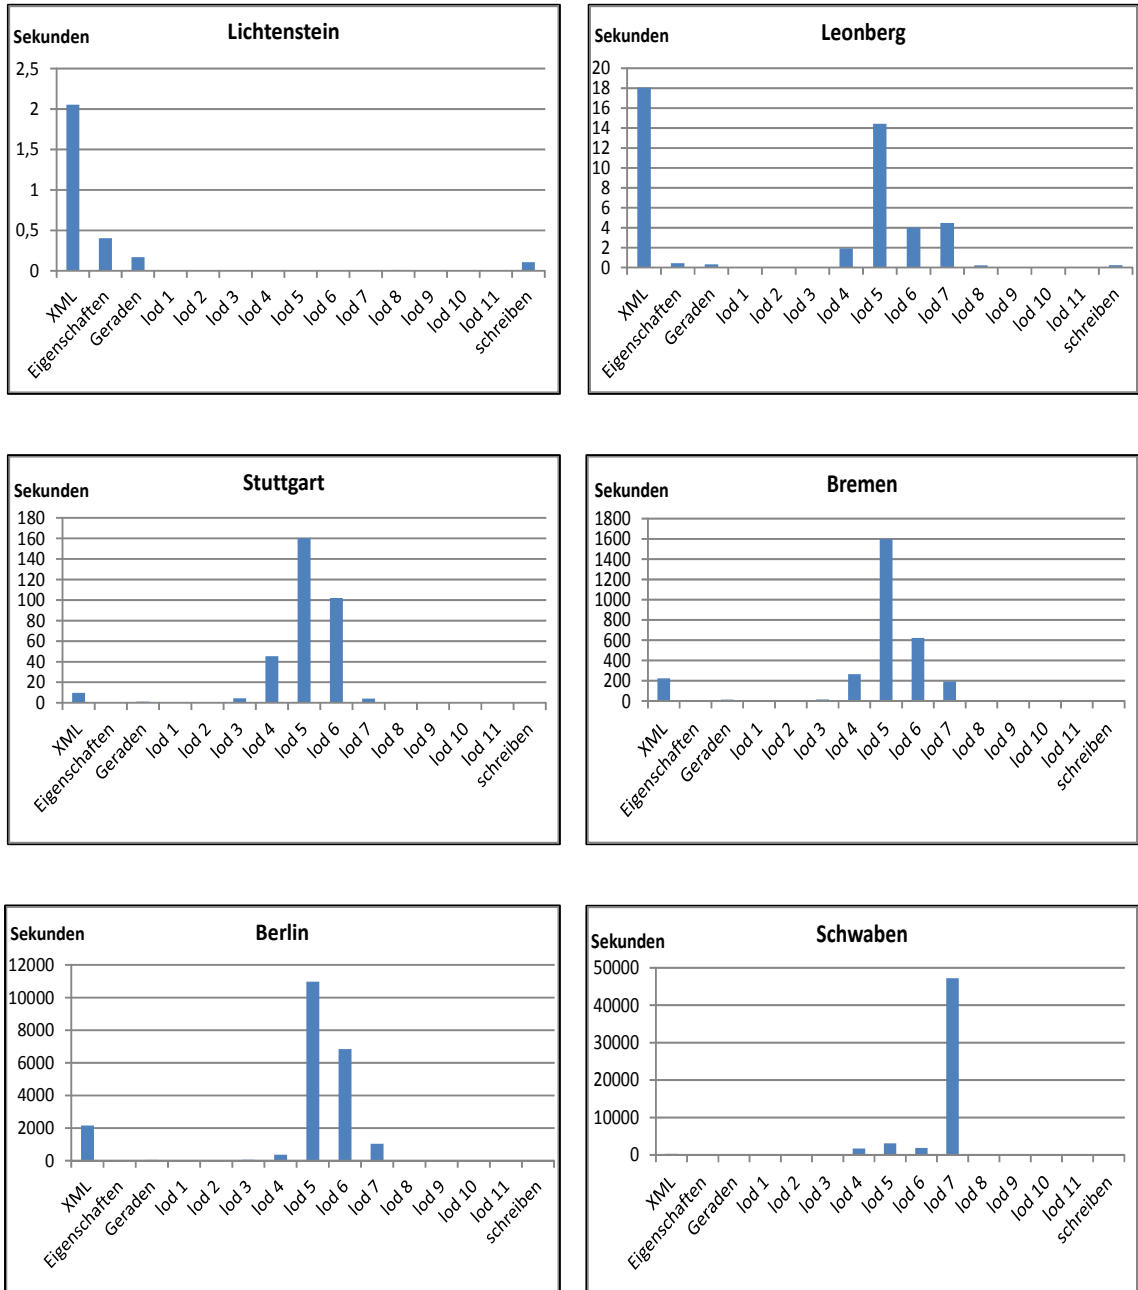 Lichtenstein
Sekunden
2,5
2
1,5
1
0,5
0
XML
Eigenschaften
Geraden
lod 1
lod 2
lod 3
lod 4
lod 5
lod 6
lod 7
lod 8
lod 9
lod 10
lod 11
schreiben
Leonberg
Sekunden
20
18
16
14
12
10
8
6
4
2
0
XML
Eigenschaften
Geraden
lod 1
lod 2
lod 3
lod 4
lod 5
lod 6
lod 7
lod 8
lod 9
lod 10
lod 11
schreiben
Stuttgart
Sekunden
180
160
140
120
100
80
60
40
20
0
XML
Eigenschaften
Geraden
lod 1
lod 2
lod 3
lod 4
lod 5
lod 6
lod 7
lod 8
lod 9
lod 10
lod 11
schreiben
Bremen
Sekunden
1800
1600
1400
1200
1000
800
600
400
200
0
XML
Eigenschaften
Geraden
lod 1
lod 2
lod 3
lod 4
lod 5
lod 6
lod 7
lod 8
lod 9
lod 10
lod 11
schreiben
Berlin
Sekunden
12000
10000
8000
6000
4000
2000
0
XML
Eigenschaften
Geraden
lod 1
lod 2
lod 3
lod 4
lod 5
lod 6
lod 7
lod 8
lod 9
lod 10
lod 11
schreiben
Schwaben
Sekunden
50000
40000
30000
20000
10000
0
XML
Eigenschaften
Geraden
lod 1
lod 2
lod 3
lod 4
lod 5
lod 6
lod 7
lod 8
lod 9
lod 10
lod 11
schreiben